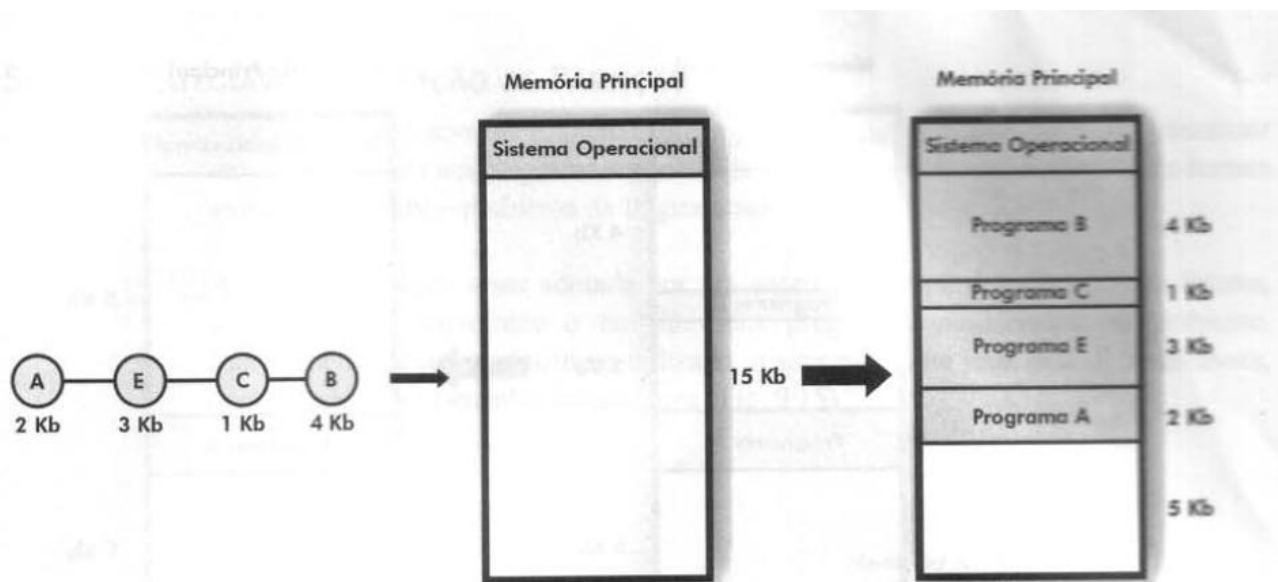 Memória Principal
Sistema Operacional
A
E
C
B
2 Kb
3 Kb
1 Kb
4 Kb
15 Kb
Memória Principal
Sistema Operacional
Programa B
4 Kb
Programa C
1 Kb
Programa E
3 Kb
Programa A
2 Kb
5 Kb